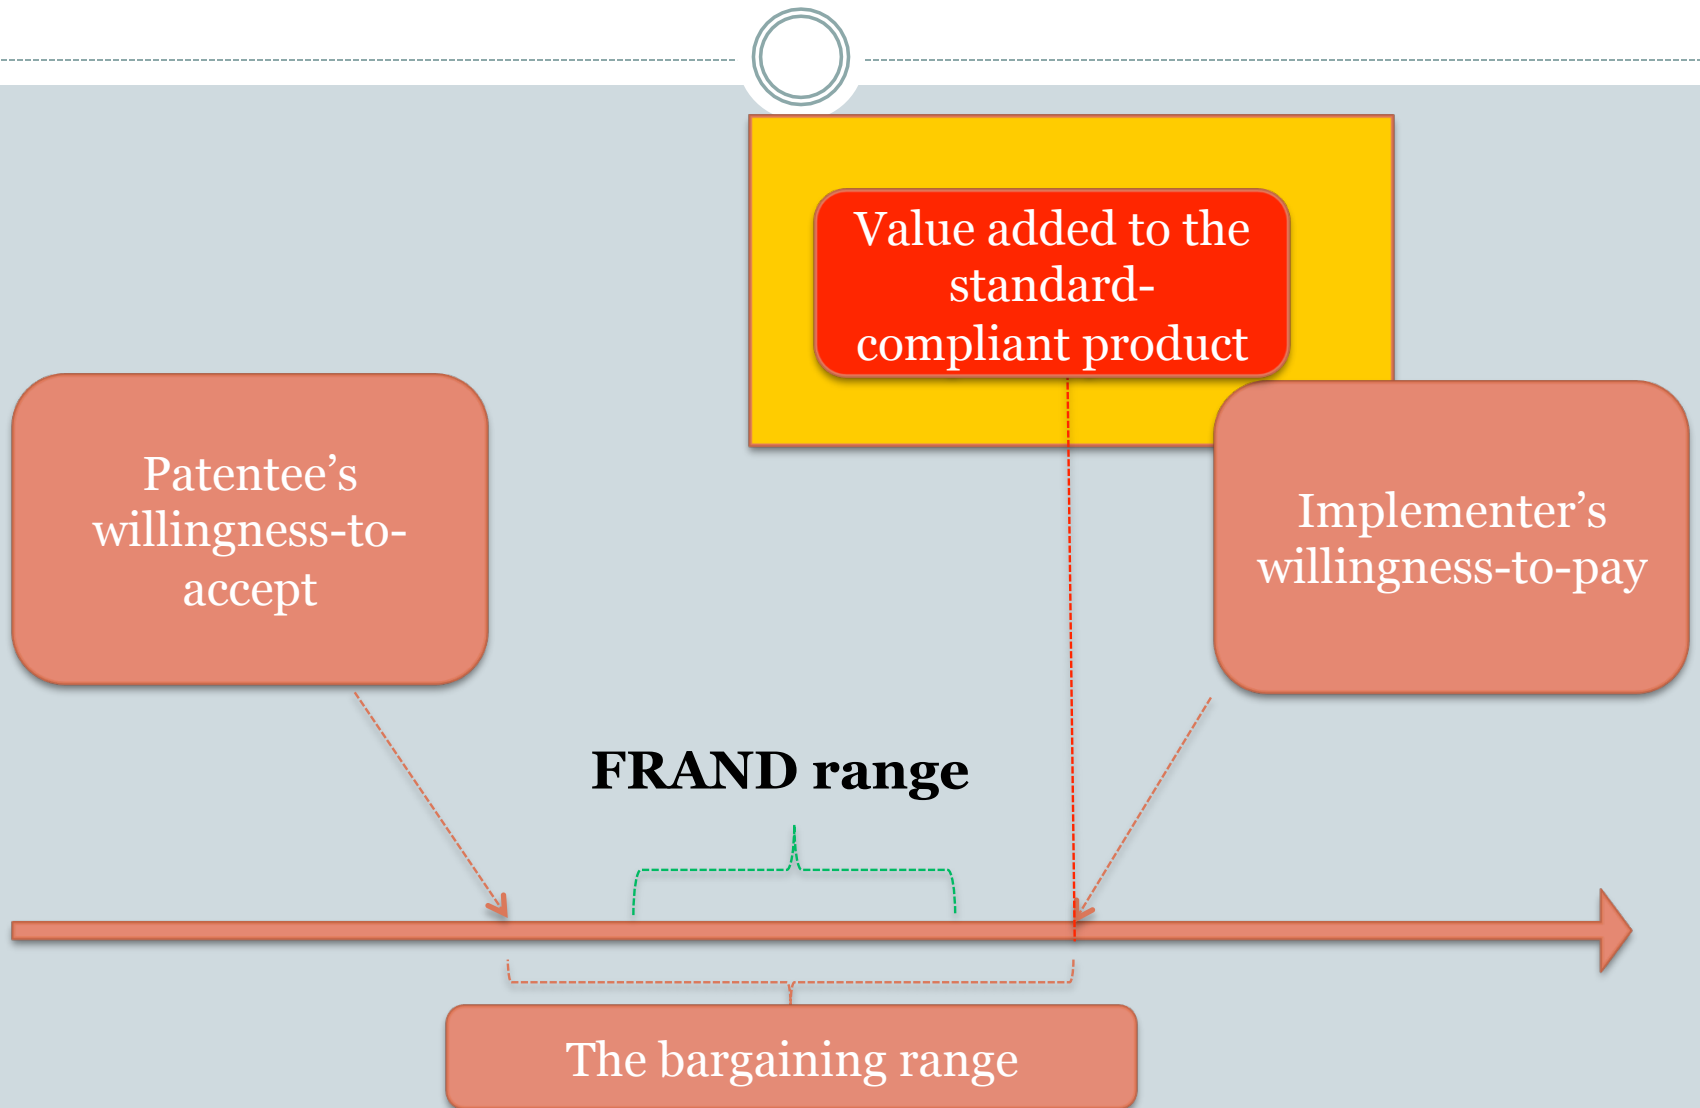 Value added to the
standard-
compliant product
Patentee’s
willingness-to-
accept
Implementer’s
willingness-to-pay
FRAND range
The bargaining range